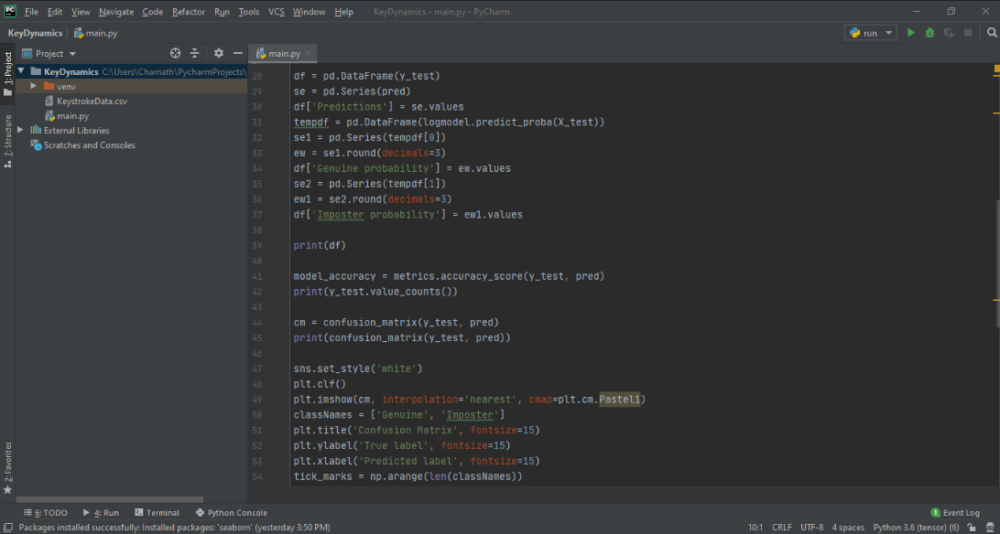 PC File Edit View Navigate Code Refactor Run Tools VCS Window Help KeyDynamics - main.py - PyCharm
KeyDynamics main.py run
Project main.py
1: Project
KeyDynamics C:\Users\Chamath\PycharmProjects\
venv
KeystrokeData.csv
main.py
External Libraries
Scratches and Consoles
7: Structure
2: Favorites
28 df = pd.DataFrame(y_test)
29 se = pd.Series(pred)
30 df['Predictions'] = se.values
31 tempdf = pd.DataFrame(logmodel.predict_proba(X_test))
32 se1 = pd.Series(tempdf[0])
33 ew = se1.round(decimals=3)
34 df['Genuine probability'] = ew.values
35 se2 = pd.Series(tempdf[1])
36 ew1 = se2.round(decimals=3)
37 df['Imposter probability'] = ew1.values
38
39 print(df)
40
41 model_accuracy = metrics.accuracy_score(y_test, pred)
42 print(y_test.value_counts())
43
44 cm = confusion_matrix(y_test, pred)
45 print(confusion_matrix(y_test, pred))
46
47 sns.set_style('white')
48 plt.clf()
49 plt.imshow(cm, interpolation='nearest', cmap=plt.cm.Pastel1)
50 classNames = ['Genuine', 'Imposter']
51 plt.title('Confusion Matrix', fontsize=15)
52 plt.ylabel('True label', fontsize=15)
53 plt.xlabel('Predicted label', fontsize=15)
54 tick_marks = np.arange(len(classNames))
6: TODO 4: Run Terminal Python Console 1 Event Log
Packages installed successfully: Installed packages: 'seaborn' (yesterday 3:50 PM) 10:1 CRLF UTF-8 4 spaces Python 3.6 (tensor) (6)